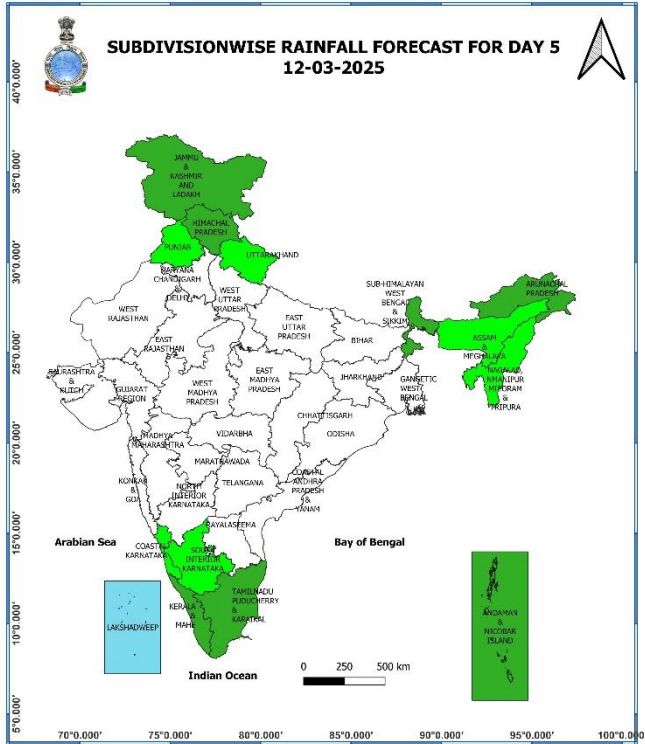 SUBDIVISIONWISE RAINFALL FORECAST FOR DAY 5
12-03-2025
40°0.000'
35°0.000'
30°0.000'
25°0.000'
20°0.000'
15°0.000'
10°0.000'
5°0.000'
JAMMU
&
KASHMIR
AND
LADAKH
HIMACHAL
PRADESH
PUNJAB
UTTARAKHAND
HARYANA
CHANDIGARH
&
DELHI
WEST
UTTAR
PRADESH
WEST
RAJASTHAN
EAST
RAJASTHAN
EAST
UTTAR
PRADESH
BIHAR
SUB-HIMALAYAN
WEST
BENGAL
&
SIKKIM
ARUNACHAL
PRADESH
ASSAM
&
MEGHALAYA
MANIPUR
MIZORAM
&
TRIPURA
SAURASHTRA
&
KUTCH
GUJARAT
REGION
WEST
MADHYA
PRADESH
EAST
MADHYA
PRADESH
JHARKHAND
GANGETIC
WEST
BENGAL
CHHATTISGARH
ODISHA
MADHYA
MAHARASHTRA
VIDARBHA
MARATHWADA
TELANGANA
COASTAL
ANDHRA
PRADESH
&
YANAM
KONKAN
&
GOA
NORTH
INTERIOR
KARNATAKA
RAYALASEEMA
COASTAL
KARNATAKA
SOUTH
INTERIOR
KARNATAKA
Arabian Sea
Bay of Bengal
TAMILNADU
PUDUCHERRY
&
KARAIKAL
KERALA
&
MAHE
LAKSHADWEEP
ANDAMAN
&
NICOBAR
ISLAND
Indian Ocean
0 250 500 km
70°0.000' 75°0.000' 80°0.000' 85°0.000' 90°0.000' 95°0.000' 100°0.000'